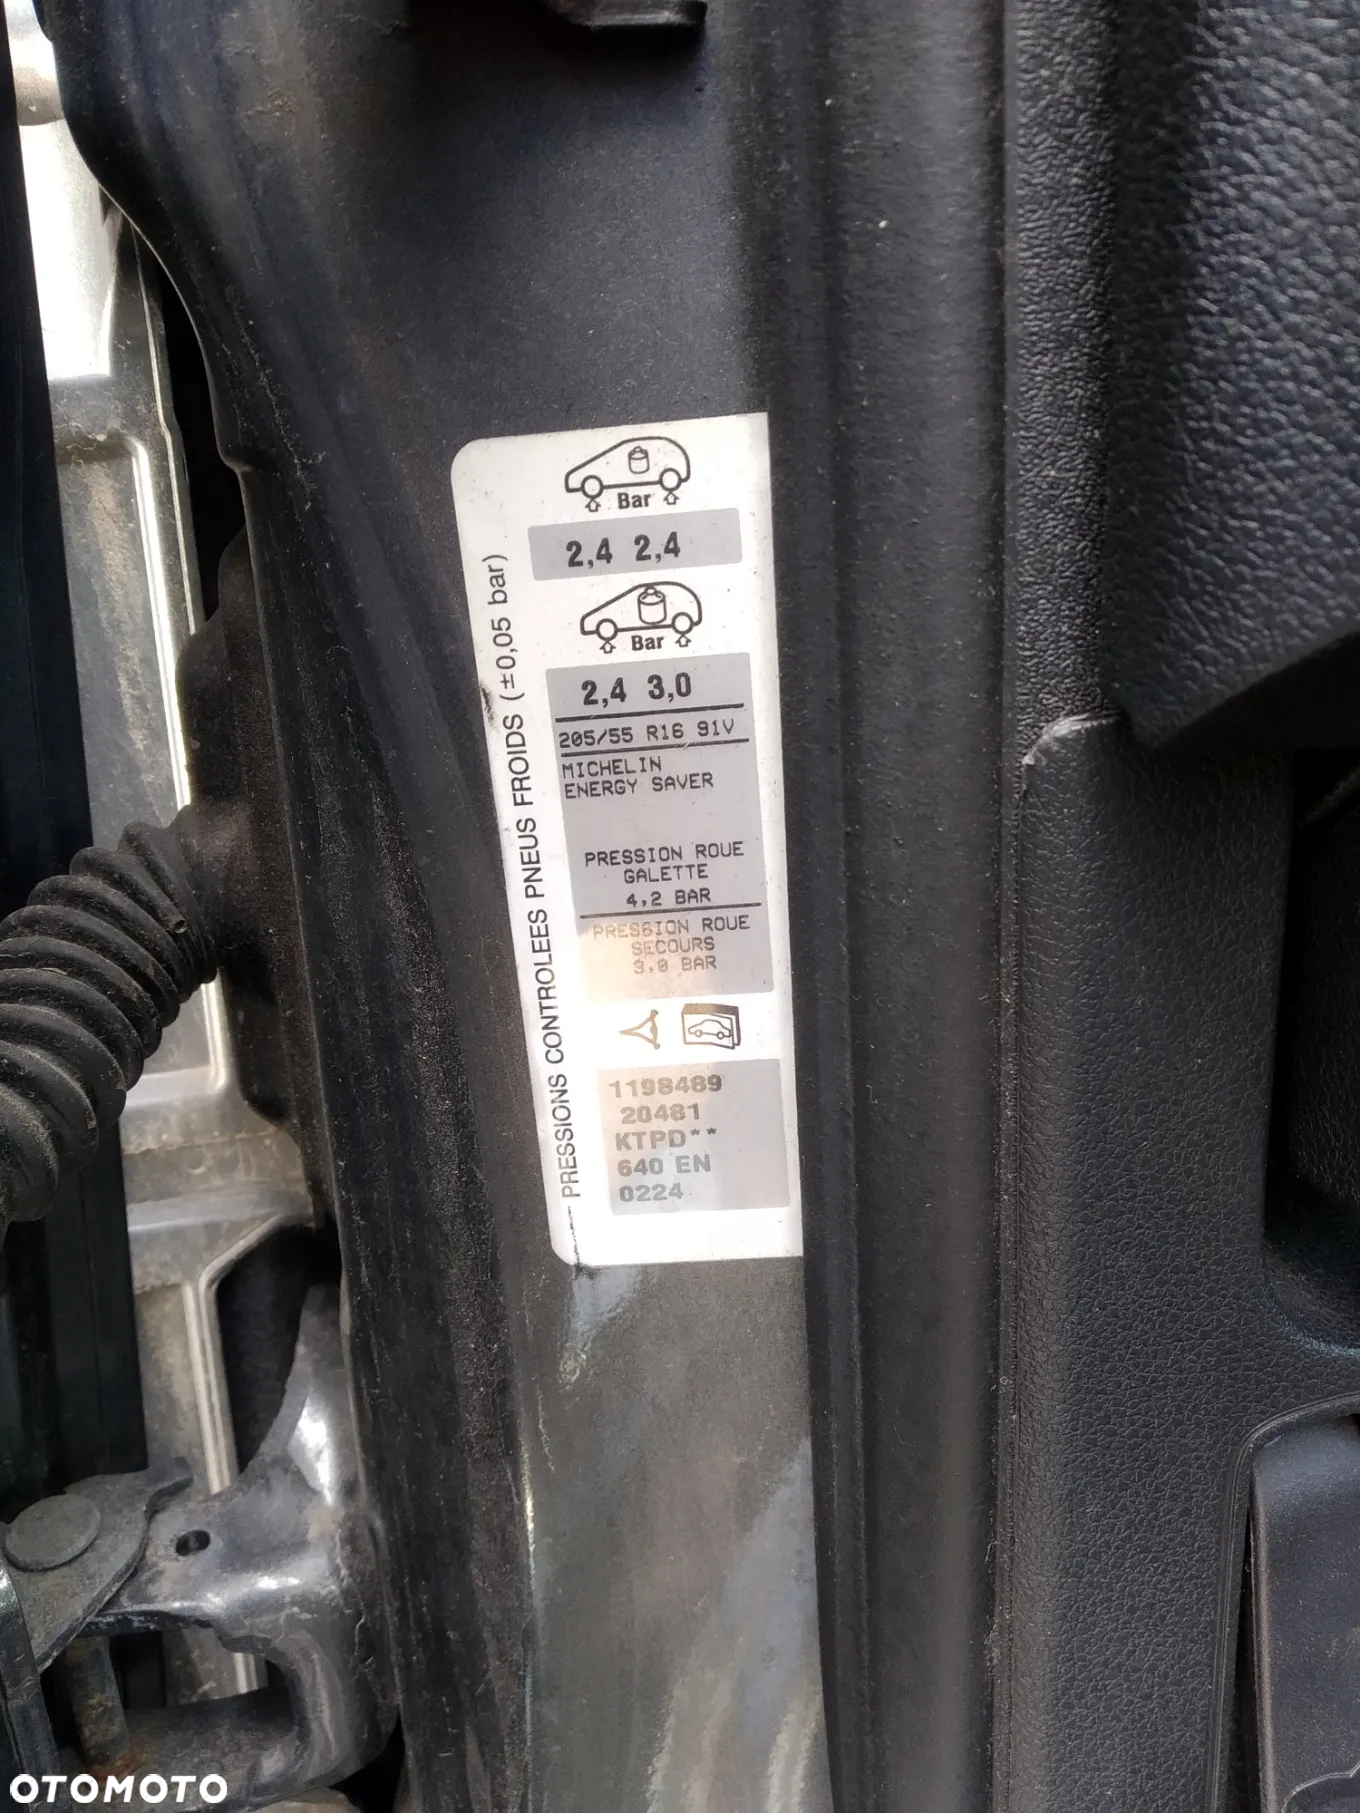 PRESSIONS CONTROLEES PNEUS FROIDS (±0,05 bar)
Bar
2,4 2,4
Bar
2,4 3,0
205/55 R16 91V
MICHELIN
ENERGY SAVER
PRESSION ROUE
GALETTE
4,2 BAR
PRESSION ROUE
SECOURS
3,0 BAR
1198489
20481
KTPD**
640 EN
0224
OTOMOTO